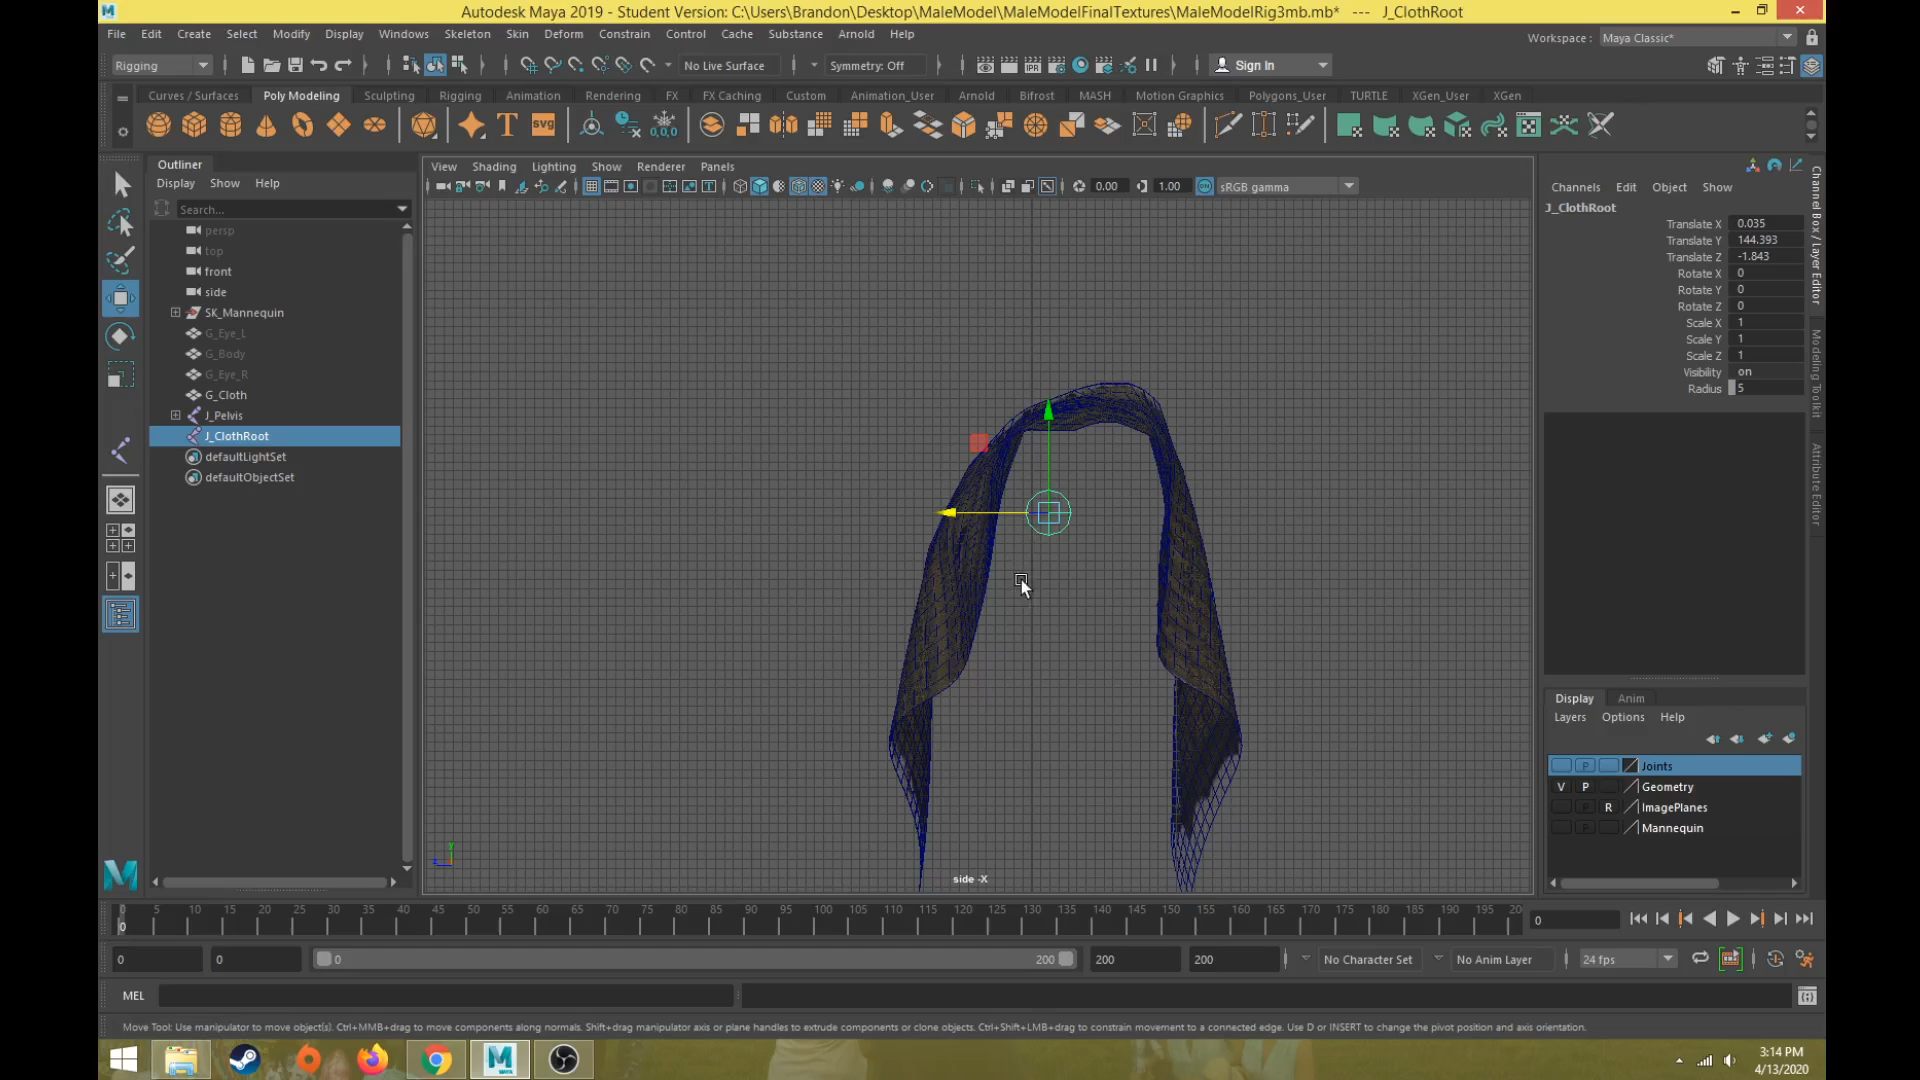 Autodesk Maya 2019 - Student Version: C:\Users\Brandon\Desktop\MaleModel\MaleModelFinalTextures\MaleModelRig3mb.mb* --- J_ClothRoot
File Edit Create Select Modify Display Windows Skeleton Skin Deform Constrain Control Cache Substance Arnold Help
Workspace : Maya Classic*
Rigging No Live Surface Symmetry: Off Sign In
Curves / Surfaces Poly Modeling Sculpting Rigging Animation Rendering FX FX Caching Custom Animation_User Arnold Bifrost MASH Motion Graphics Polygons_User TURTLE XGen_User XGen
Outliner
Display Show Help
Search...
persp
top
front
side
SK_Mannequin
G_Eye_L
G_Body
G_Eye_R
G_Cloth
J_Pelvis
J_ClothRoot
defaultLightSet
defaultObjectSet
View Shading Lighting Show Renderer Panels
0.00 1.00 sRGB gamma
side -X
Channels Edit Object Show
J_ClothRoot
Translate X 0.035
Translate Y 144.393
Translate Z -1.843
Rotate X 0
Rotate Y 0
Rotate Z 0
Scale X 1
Scale Y 1
Scale Z 1
Visibility on
Radius 5
Channel Box / Layer Editor
Modeling Toolkit
Attribute Editor
Display Anim
Layers Options Help
P Joints
V P Geometry
P R ImagePlanes
P Mannequin
0 5 10 15 20 25 30 35 40 45 50 55 60 65 70 75 80 85 90 95 100 105 110 115 120 125 130 135 140 145 150 155 160 165 170 175 180 185 190 195 20
0
0
0 0 0 200 200 200 No Character Set No Anim Layer 24 fps
MEL
Move Tool: Use manipulator to move object(s). Ctrl+MMB+drag to move components along normals. Shift+drag manipulator axis or plane handles to extrude components or clone objects. Ctrl+Shift+LMB+drag to constrain movement to a connected edge. Use D or INSERT to change the pivot position and axis orientation.
3:14 PM
4/13/2020